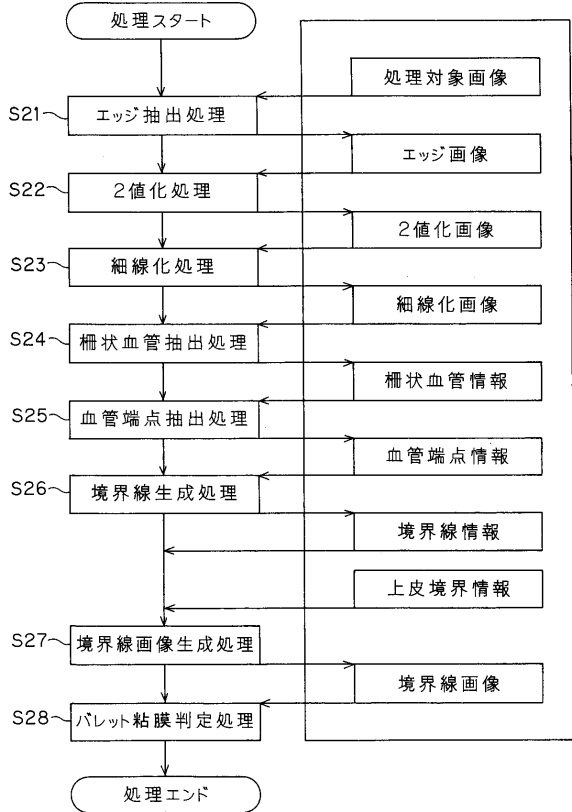 処理スタート
処理対象画像
S21
エッジ抽出処理
エッジ画像
S22
2値化処理
2値化画像
S23
細線化処理
細線化画像
S24
柵状血管抽出処理
柵状血管情報
S25
血管端点抽出処理
血管端点情報
S26
境界線生成処理
境界線情報
上皮境界情報
S27
境界線画像生成処理
境界線画像
S28
バレット粘膜判定処理
処理エンド